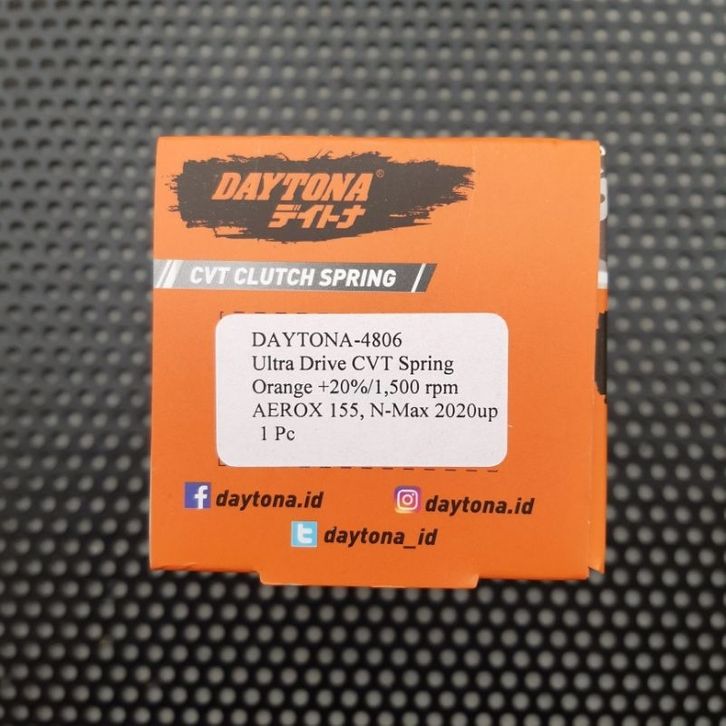 DAYTONA®
デイトナ
CVT CLUTCH SPRING
DAYTONA-4806
Ultra Drive CVT Spring
Orange +20%/1,500 rpm
AEROX 155, N-Max 2020up
1 Pc
daytona.id
daytona.id
daytona_id